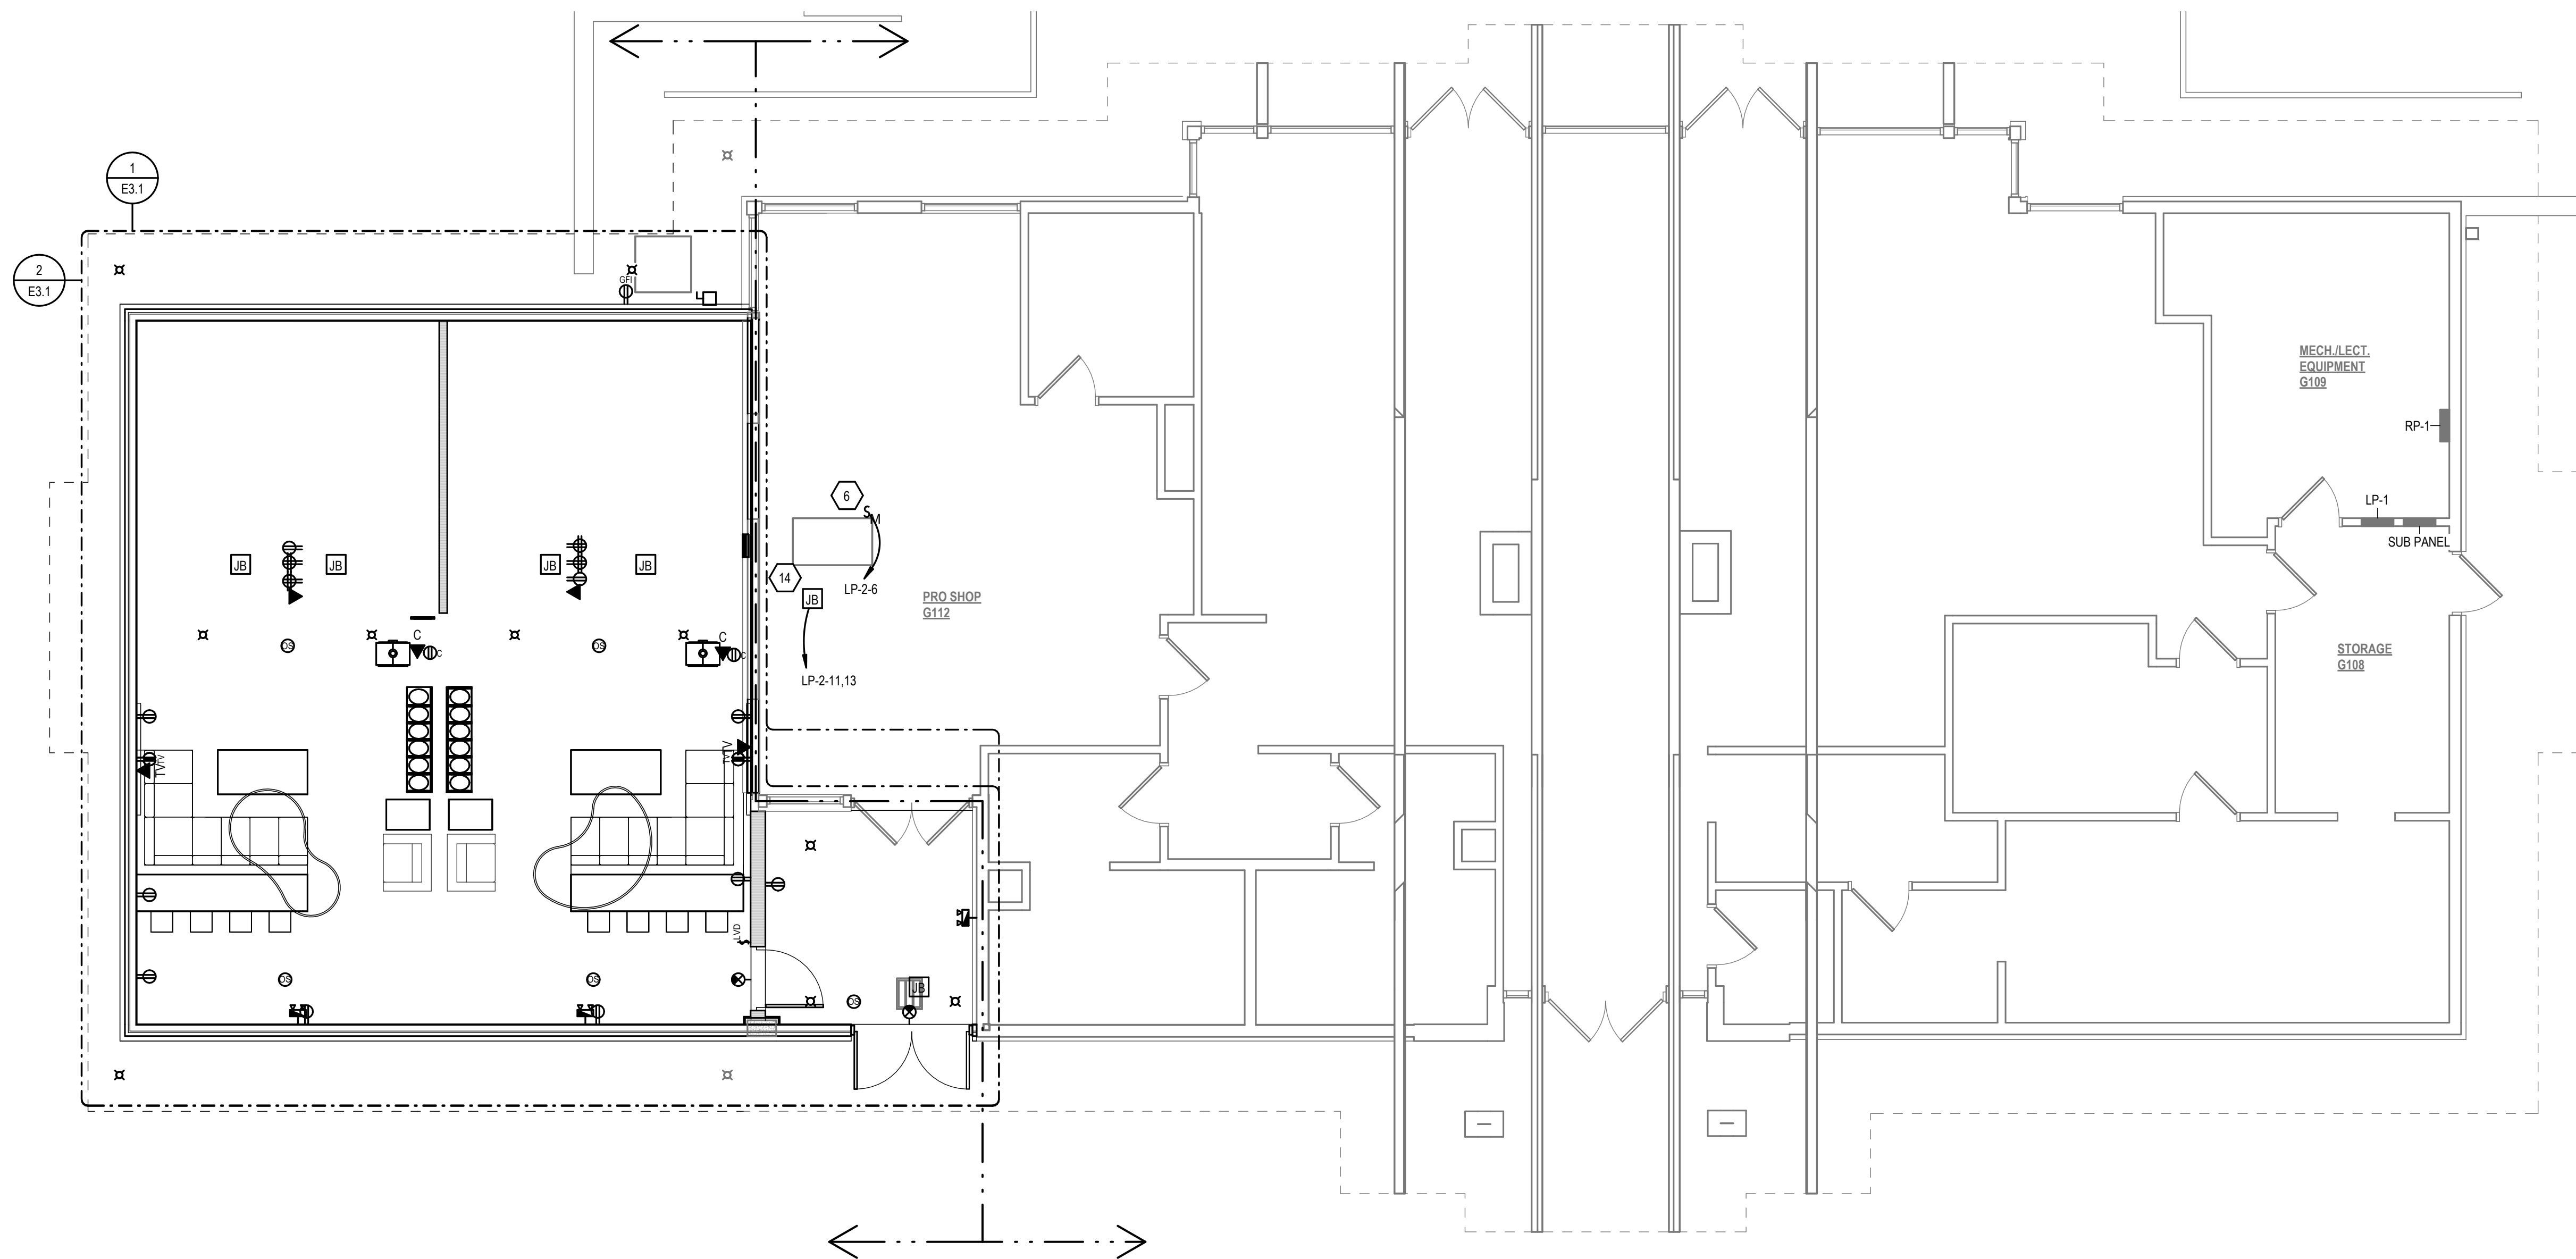 1
E3.1
2
E3.1
GFI
MECH./LECT.
EQUIPMENT
G109
RP-1
LP-1
SUB PANEL
6
S
M
14
LP-2-6
JB
JB
JB
JB
JB
PRO SHOP
G112
LP-2-11,13
OS
C
C
OS
C
C
STORAGE
G108
TV
TV
TV
TV
LVD
OS
OS
OS
JB